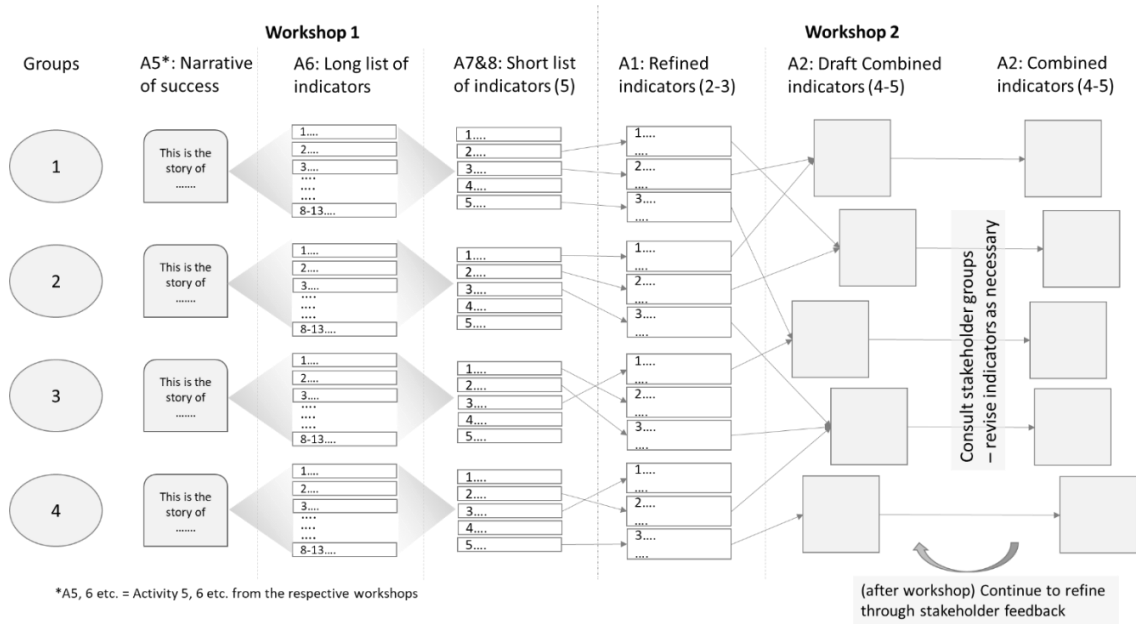 Workshop 1
Workshop 2
Groups
A5*: Narrative
of success
A6: Long list of
indicators
A7&8: Short list
of indicators (5)
A1: Refined
indicators (2-3)
A2: Draft Combined
indicators (4-5)
A2: Combined
indicators (4-5)
1
This is the
story of
.......
1....
2....
3....
....
....
8-13....
1....
2....
3....
4....
5....
1....
....
2....
....
3....
....
2
This is the
story of
.......
1....
2....
3....
....
....
8-13....
1....
2....
3....
4....
5....
1....
....
2....
....
3....
....
3
This is the
story of
.......
1....
2....
3....
....
....
8-13....
1....
2....
3....
4....
5....
1....
....
2....
....
3....
....
4
This is the
story of
.......
1....
2....
3....
....
....
8-13....
1....
2....
3....
4....
5....
1....
....
2....
....
3....
....
Consult stakeholder groups
– revise indicators as necessary
*A5, 6 etc. = Activity 5, 6 etc. from the respective workshops
(after workshop) Continue to refine
through stakeholder feedback